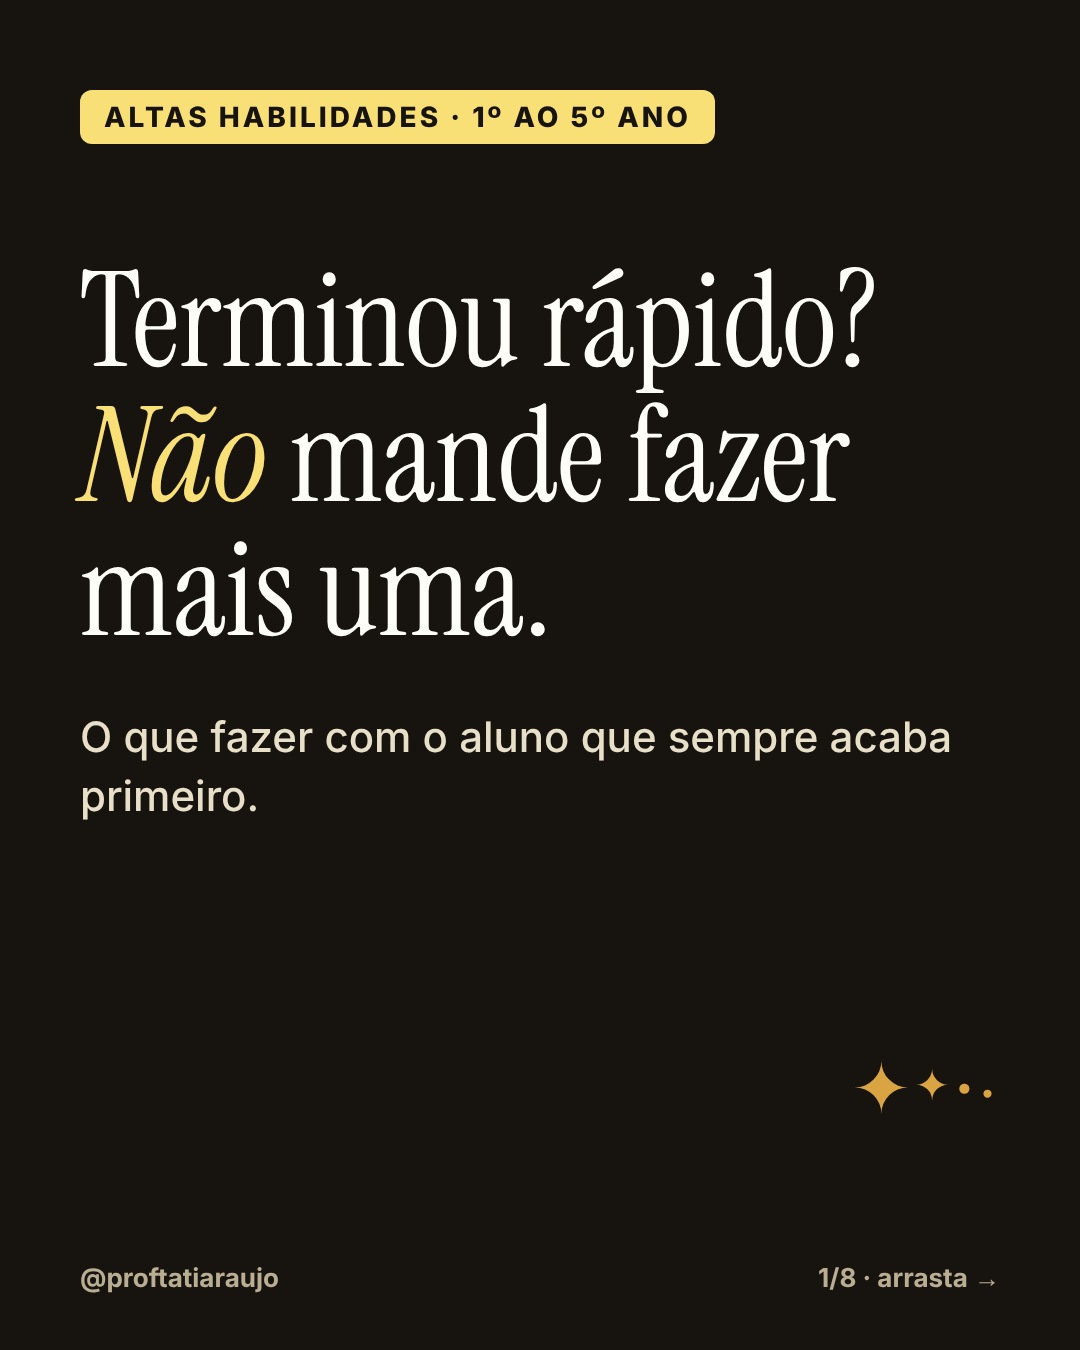 ALTAS HABILIDADES · 1º AO 5º ANO
Terminou rápido?
Não mande fazer
mais uma.
O que fazer com o aluno que sempre acaba
primeiro.
@proftatiaraujo
1/8 · arrasta →